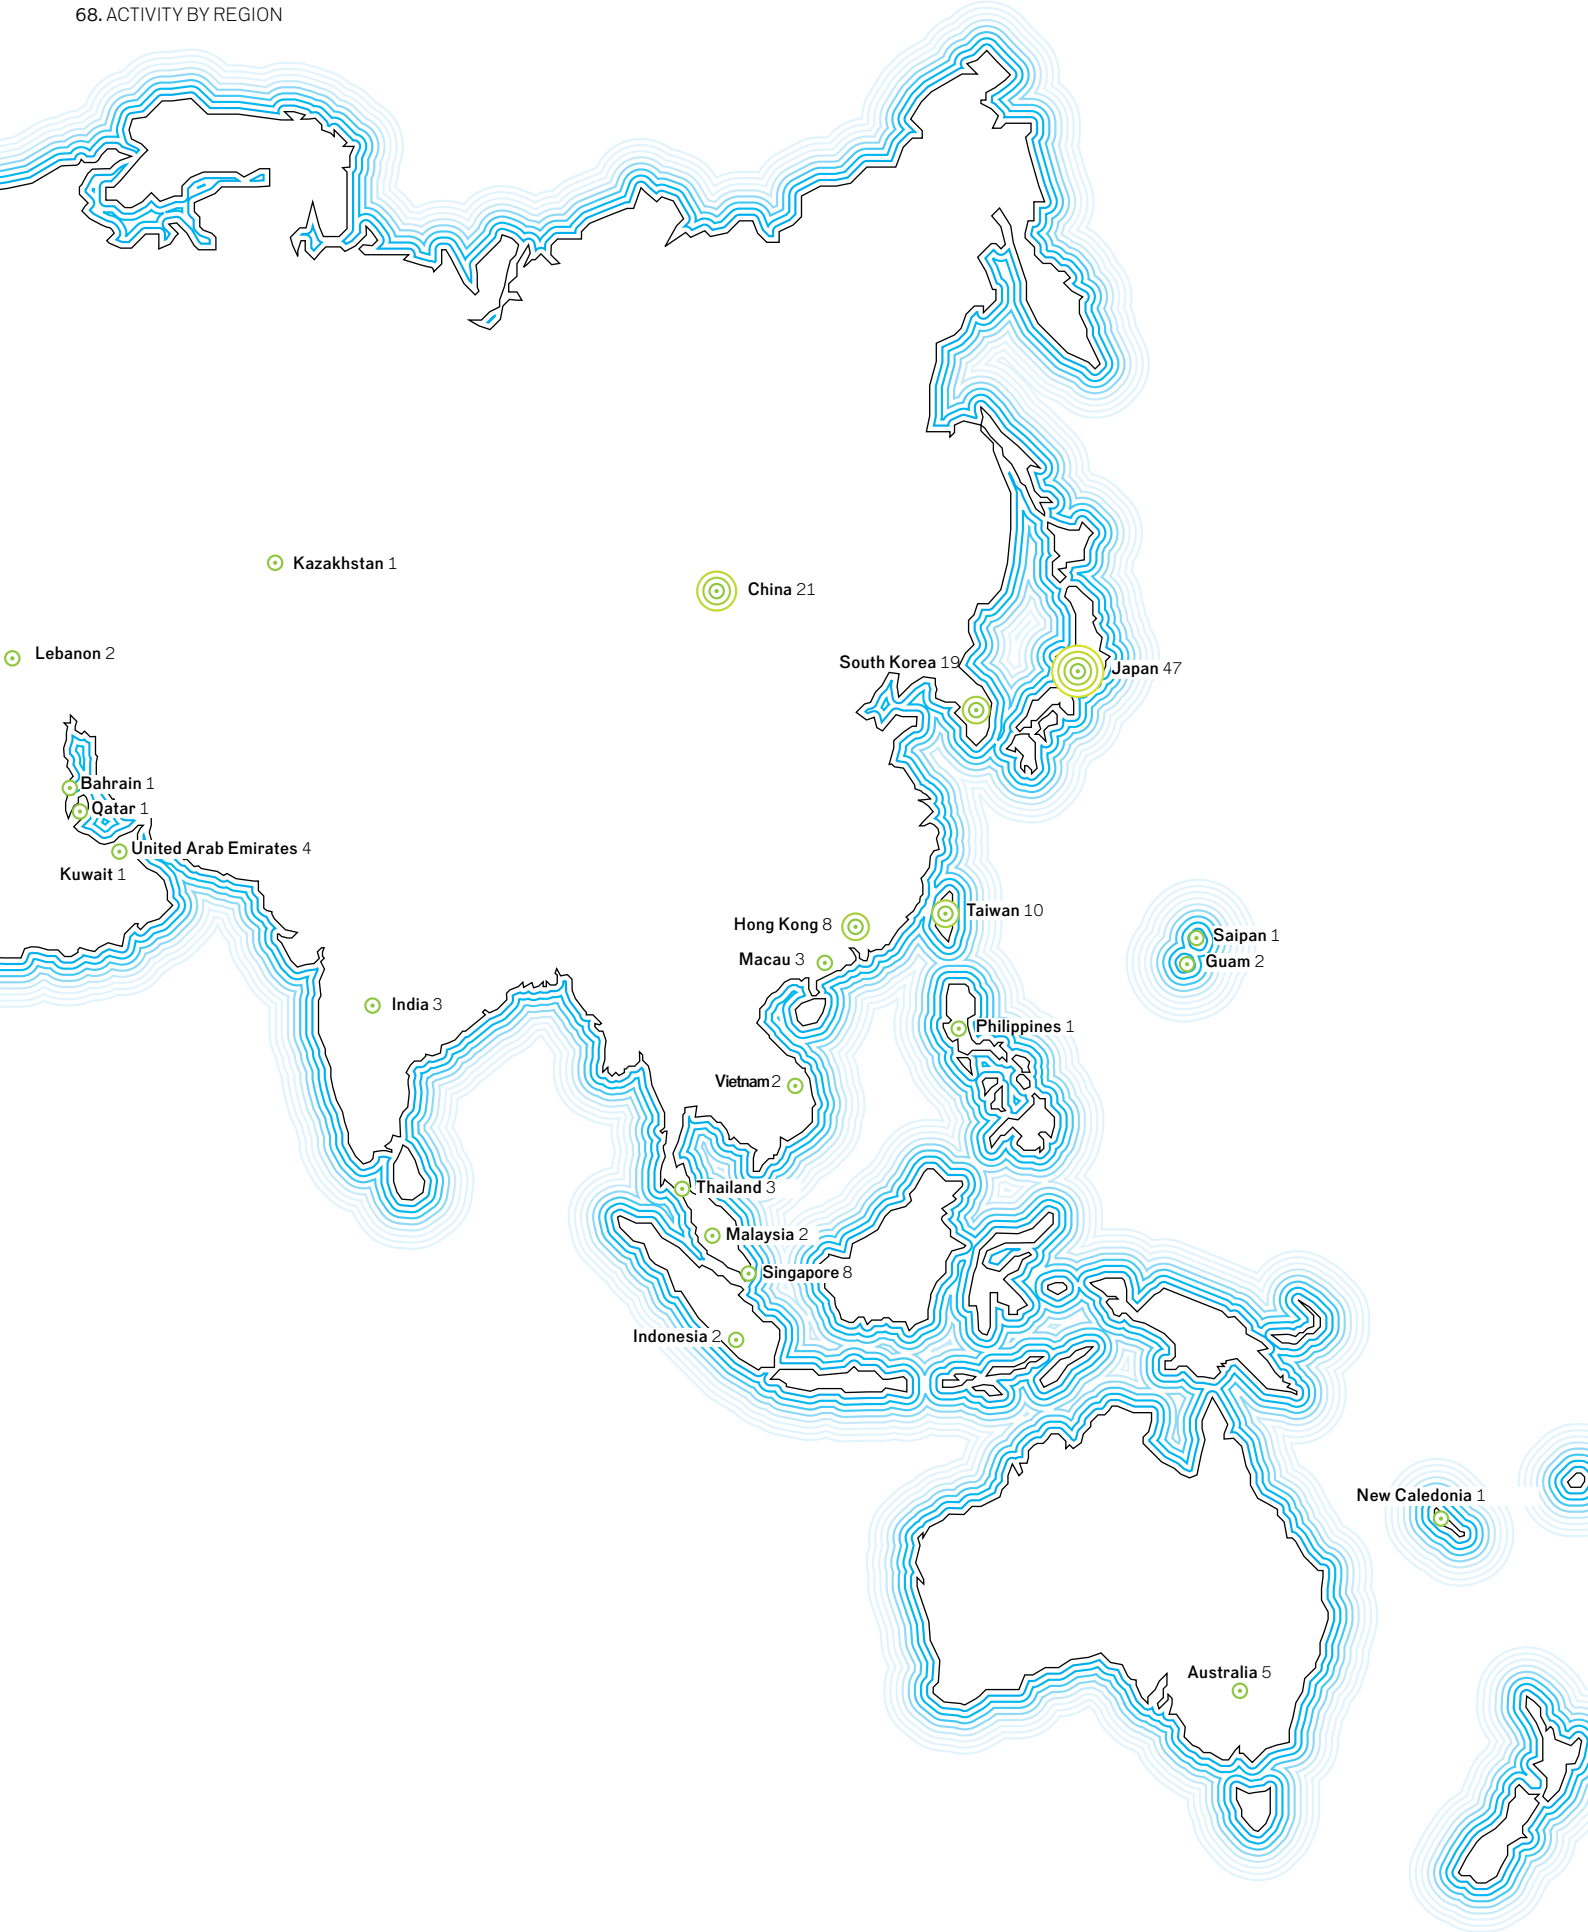 68. ACTIVITY BY REGION
Kazakhstan 1
China 21
Lebanon 2
South Korea 19
Japan 47
Bahrain 1
Qatar 1
United Arab Emirates 4
Kuwait 1
Taiwan 10
Hong Kong 8
Saipan 1
Macau 3
Guam 2
India 3
Philippines 1
Vietnam 2
Thailand 3
Malaysia 2
Singapore 8
Indonesia 2
New Caledonia 1
Australia 5